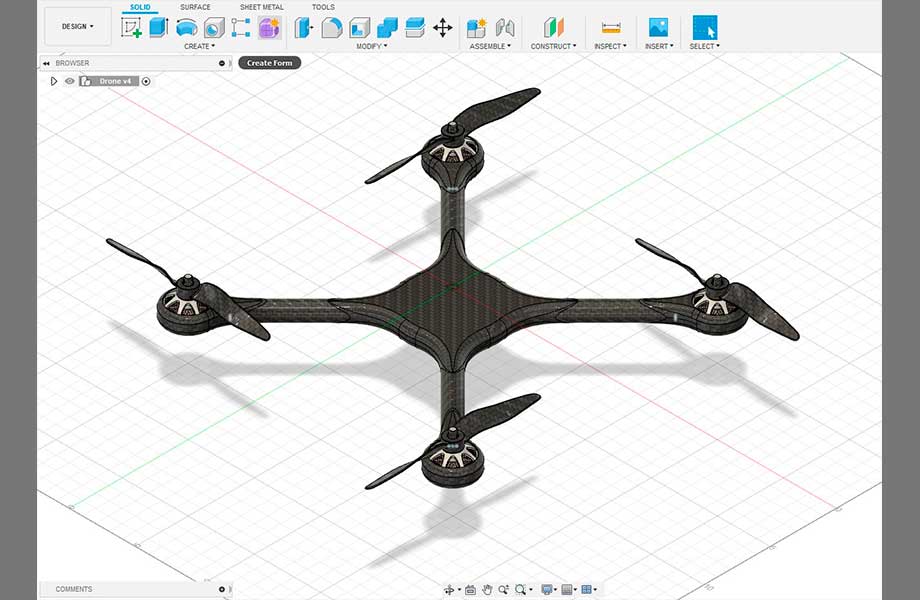 SOLID SURFACE SHEET METAL TOOLS
DESIGN
CREATE MODIFY ASSEMBLE CONSTRUCT INSPECT INSERT SELECT
BROWSER
Create Form
Drone v4
COMMENTS